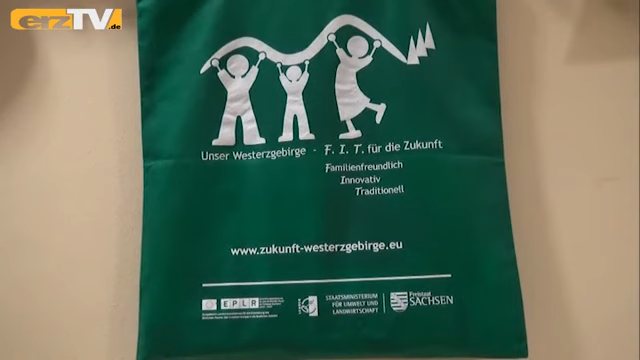 erzTV.de
Unser Westerzgebirge - F. I. T. für die Zukunft
Familienfreundlich
Innovativ
Traditionell
www.zukunft-westerzgebirge.eu
EPLR
STAATSMINISTERIUM
FÜR UMWELT UND
LANDWIRTSCHAFT
Freistaat
SACHSEN